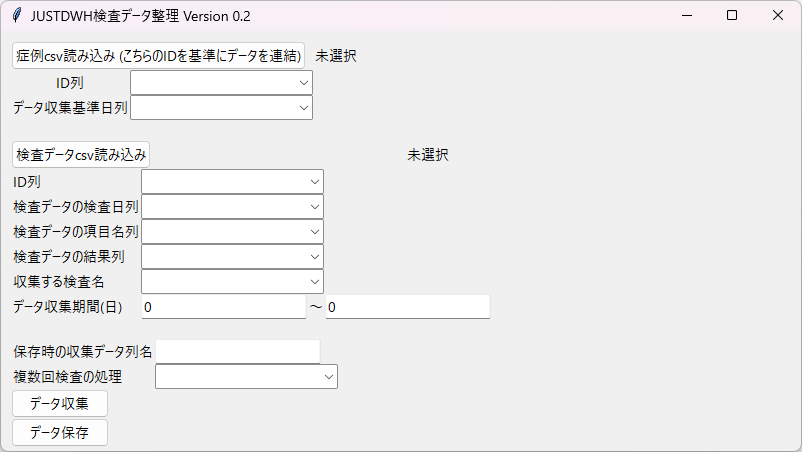 JUSTDWH検査データ整理 Version 0.2
症例csv読み込み (こちらのIDを基準にデータを連結) 未選択
ID列
データ収集基準日列
検査データcsv読み込み 未選択
ID列
検査データの検査日列
検査データの項目名列
検査データの結果列
収集する検査名
データ収集期間(日) 0 ～ 0
保存時の収集データ列名
複数回検査の処理
データ収集
データ保存